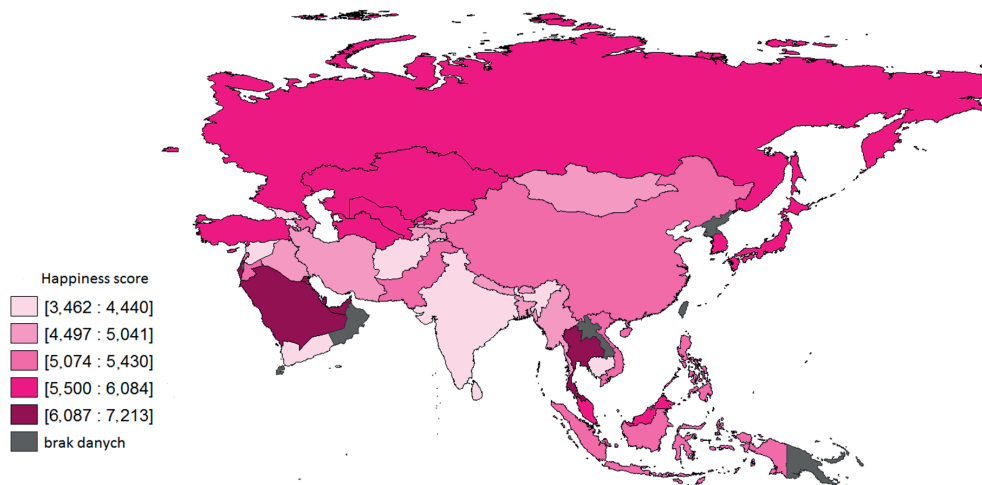 Happiness score
[3,462 : 4,440]
[4,497 : 5,041]
[5,074 : 5,430]
[5,500 : 6,084]
[6,087 : 7,213]
brak danych